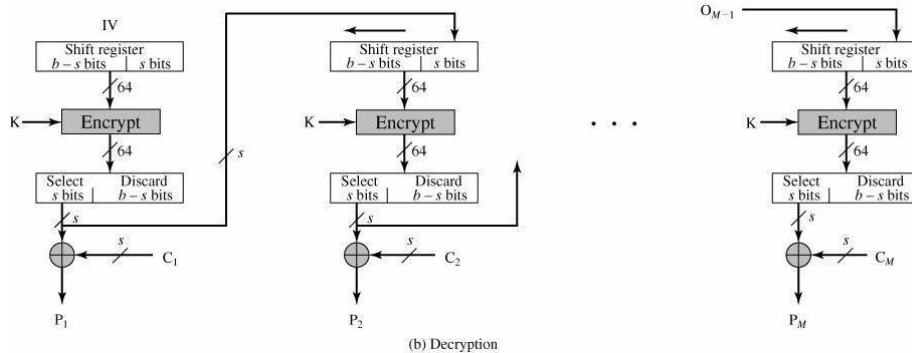 IV
Shift register
b – s bits | s bits
64
K
Encrypt
64
Select
s bits
Discard
b – s bits
s
s
C1
P1
s
Shift register
b – s bits | s bits
64
K
Encrypt
64
Select
s bits
Discard
b – s bits
s
s
C2
P2
. . .
OM–1
Shift register
b – s bits | s bits
64
K
Encrypt
64
Select
s bits
Discard
b – s bits
s
s
CM
PM
(b) Decryption